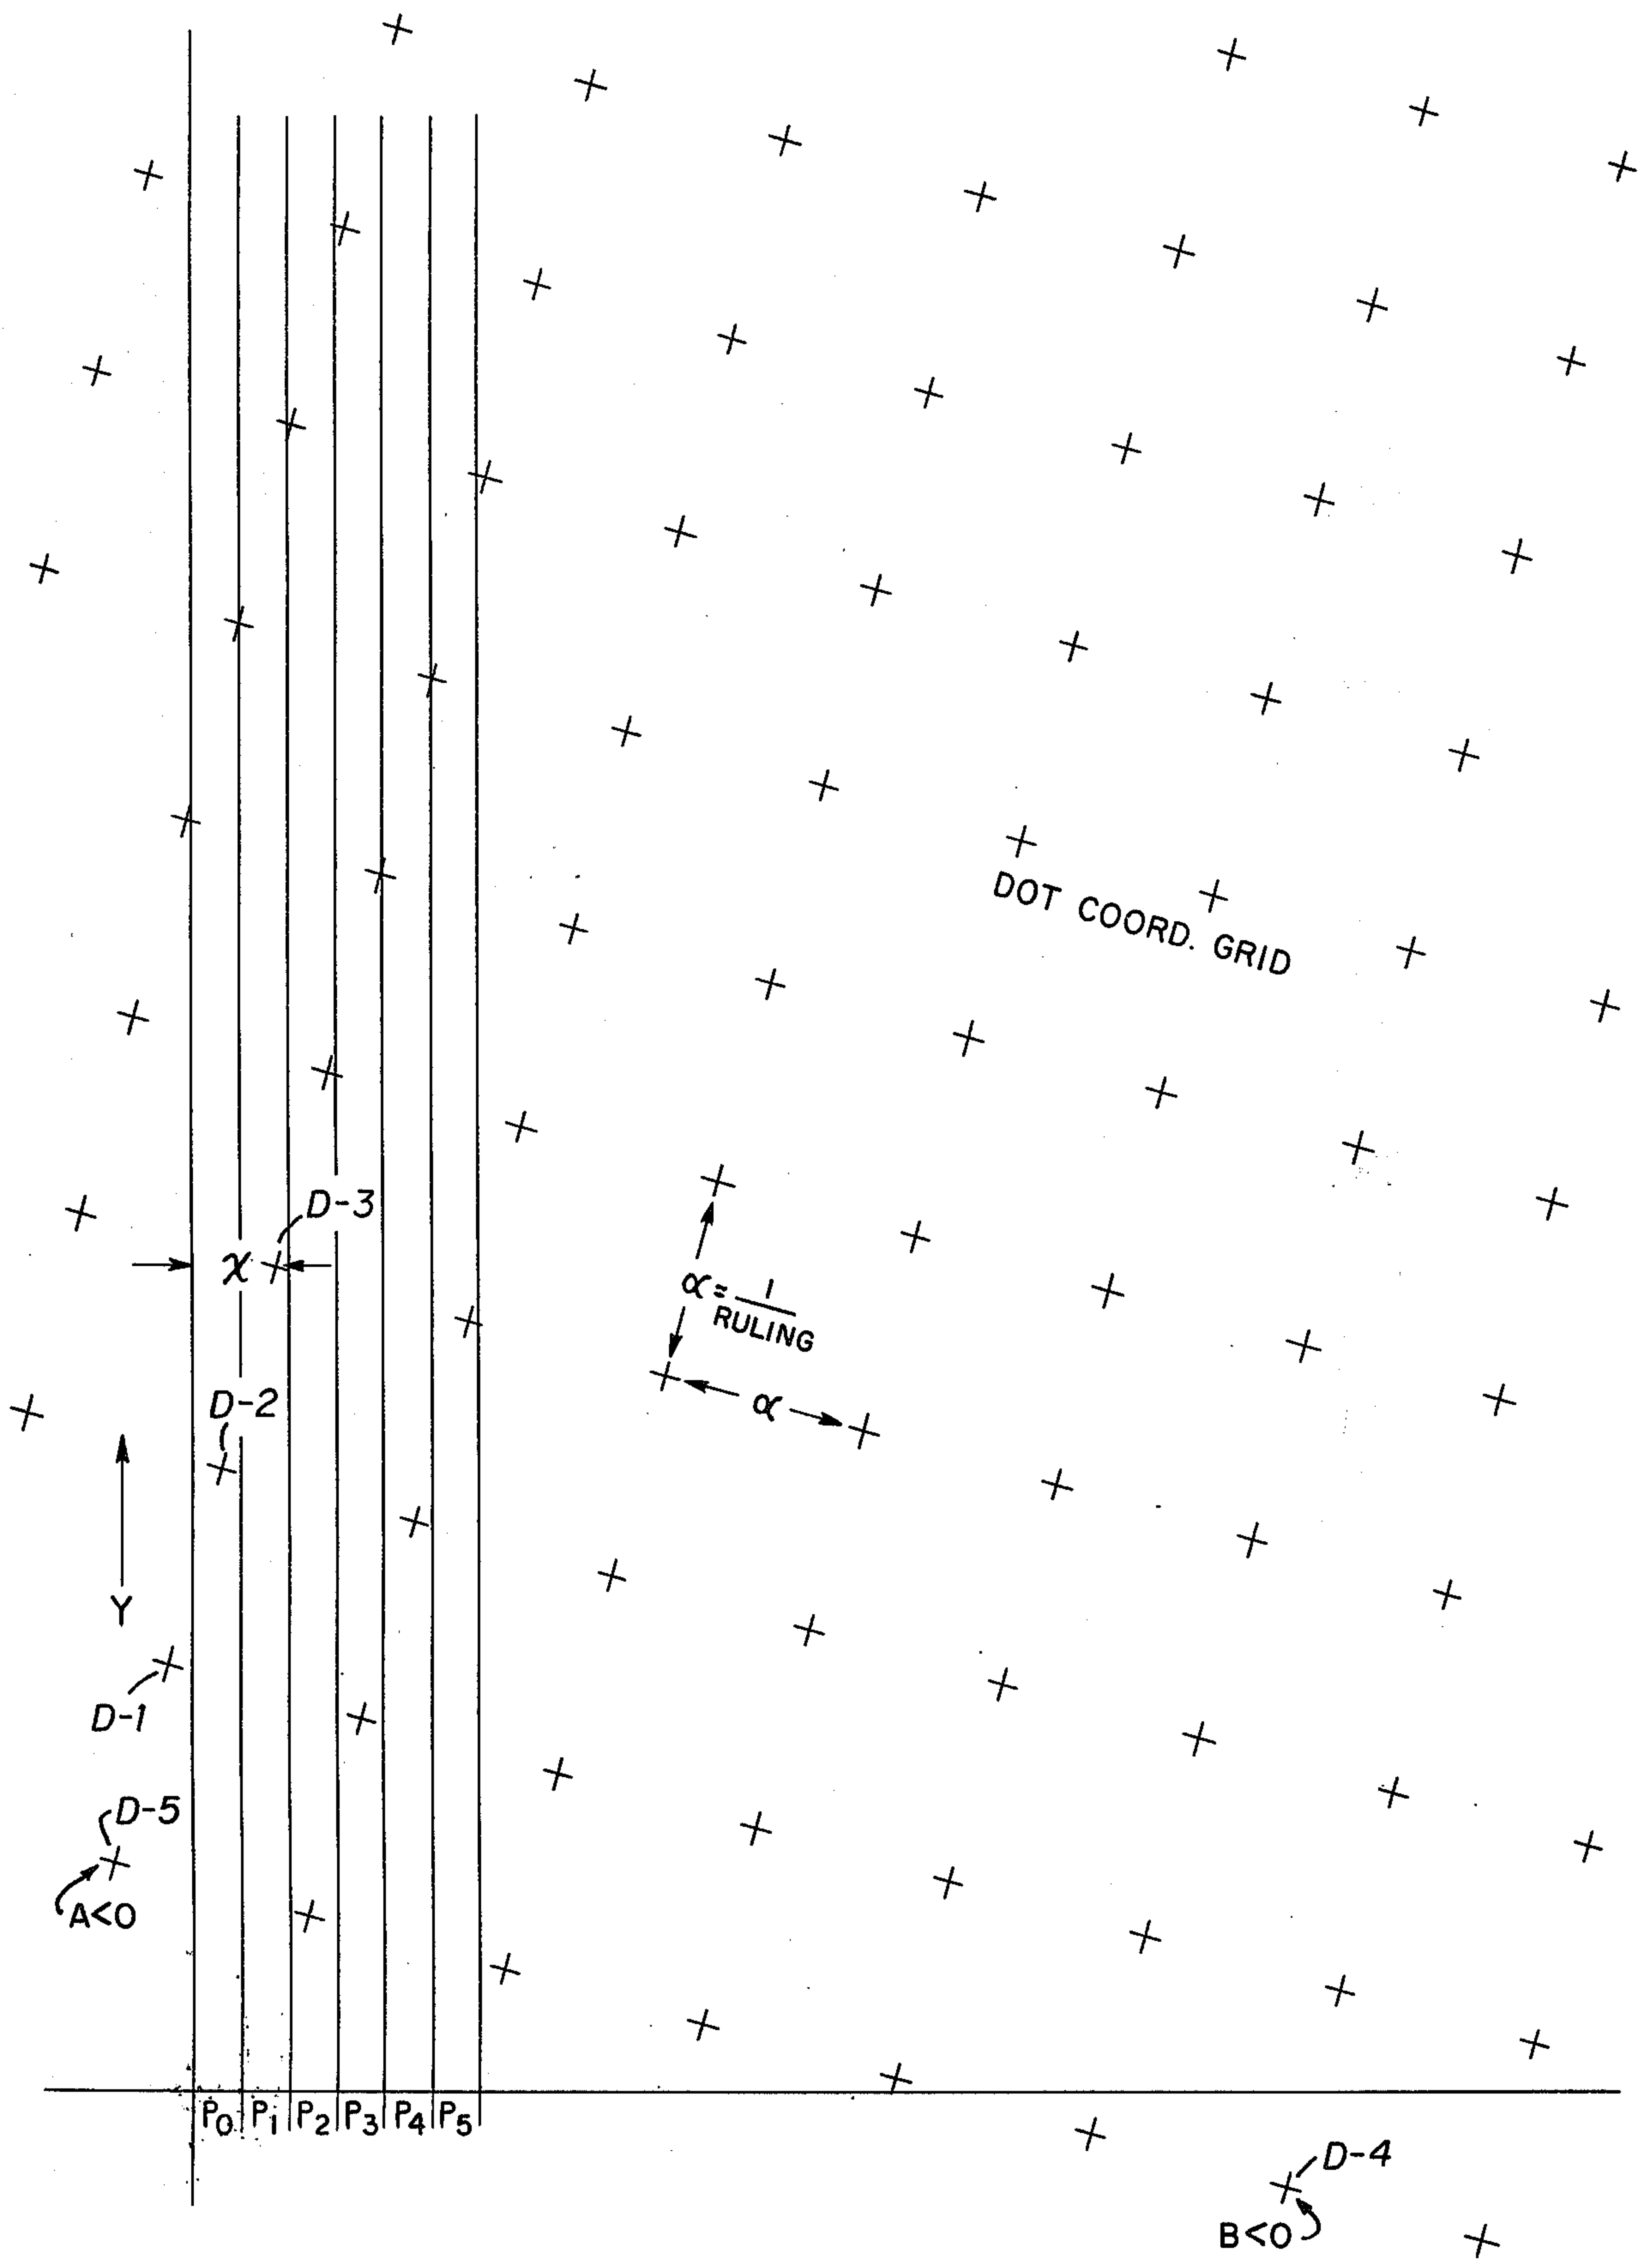 DOT COORD. GRID
D-3
χ
α = 1
RULING
D-2
α
Y
D-1
D-5
A<0
P0 P1 P2 P3 P4 P5
D-4
B<0